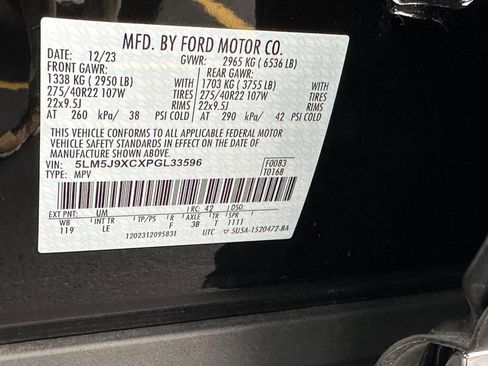 MFD. BY FORD MOTOR CO.
DATE: 12/23 GVWR: 2965 KG ( 6536 LB)
FRONT GAWR: REAR GAWR:
1338 KG ( 2950 LB) WITH 1703 KG ( 3755 LB) WITH
275/40R22 107W TIRES 275/40R22 107W TIRES
22x9.5J RIMS 22x9.5J RIMS
AT 260 kPa/ 38 PSI COLD AT 290 kPa/ 42 PSI COLD
THIS VEHICLE CONFORMS TO ALL APPLICABLE FEDERAL MOTOR
VEHICLE SAFETY STANDARDS IN EFFECT ON THE DATE
OF MANUFACTURE SHOWN ABOVE.
VIN: 5LM5J9XCXPGL33596 F0083
TYPE: MPV T0168
EXT PNT: UM RC: 42 DSO:
WB INT TR TP/PS R AXLE TR SPR
119 LE F 3B T 1111
1202312095831 UTC 5U5A-1520472-BA